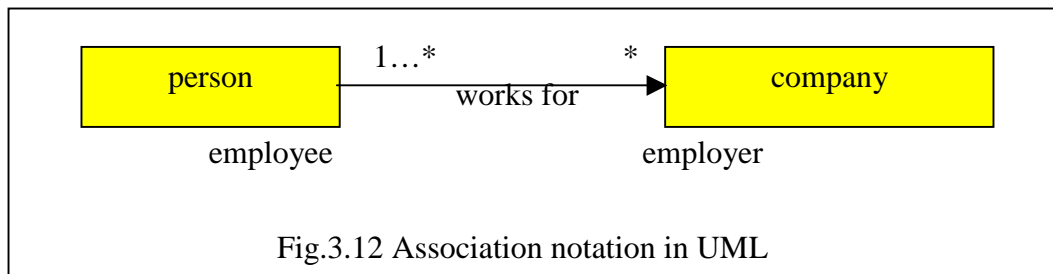 person 1…* * company
works for
employee employer
Fig.3.12 Association notation in UML